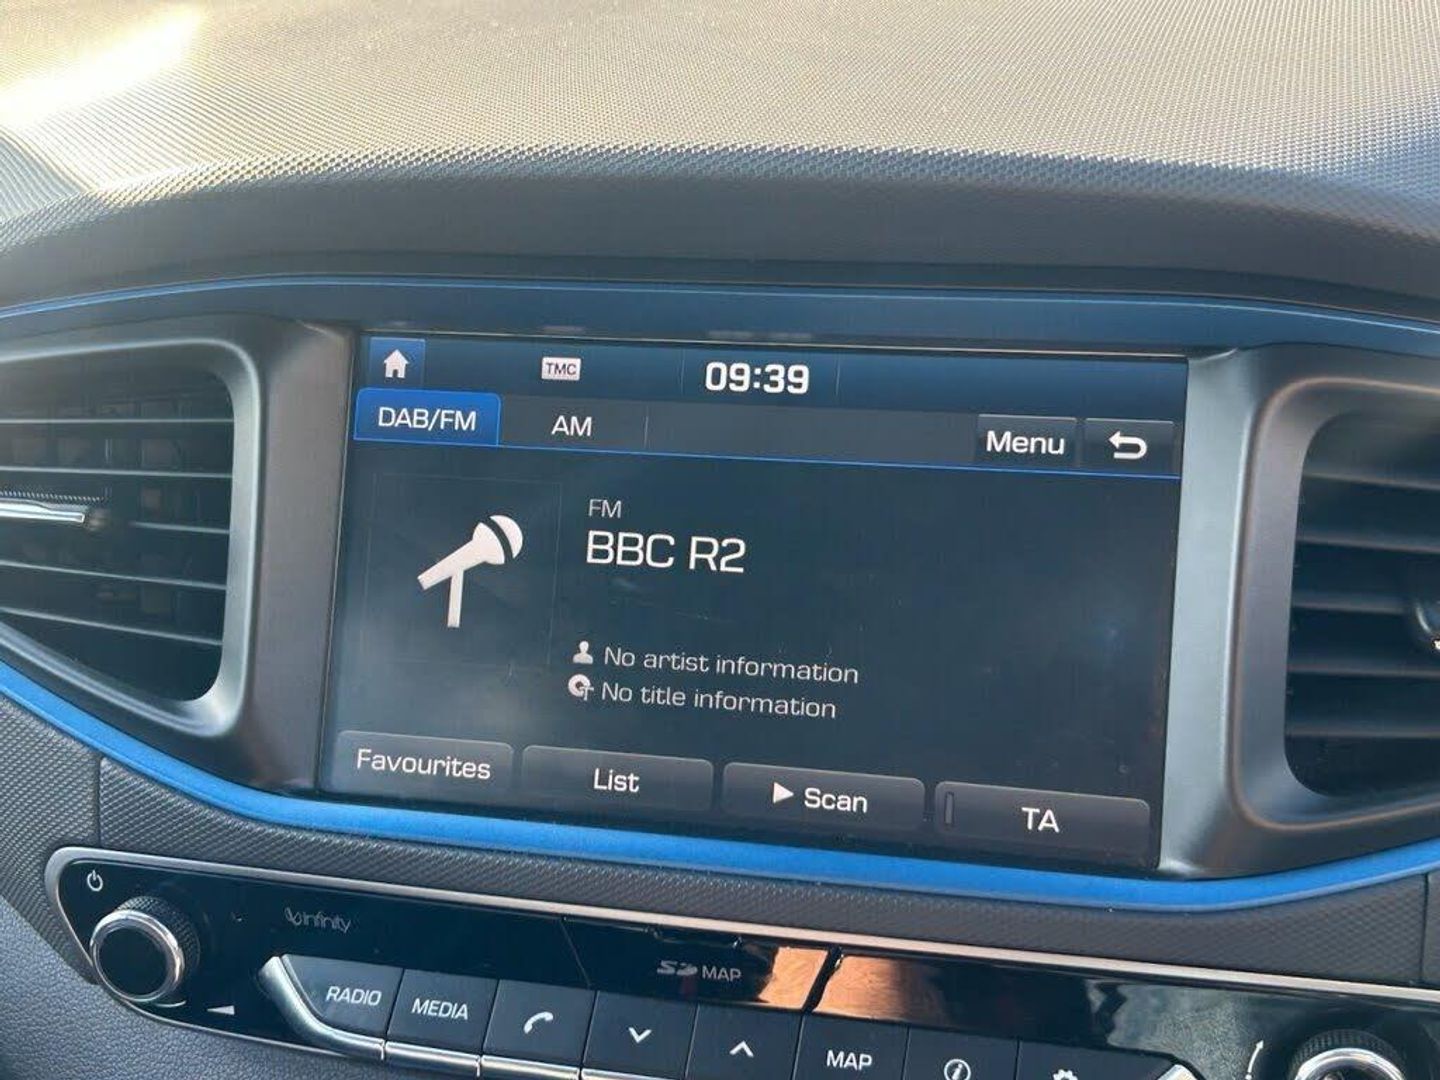 TMC
09:39
DAB/FM
AM
Menu
FM
BBC R2
No artist information
No title information
Favourites
List
Scan
TA
infinity
SD MAP
RADIO
MEDIA
MAP